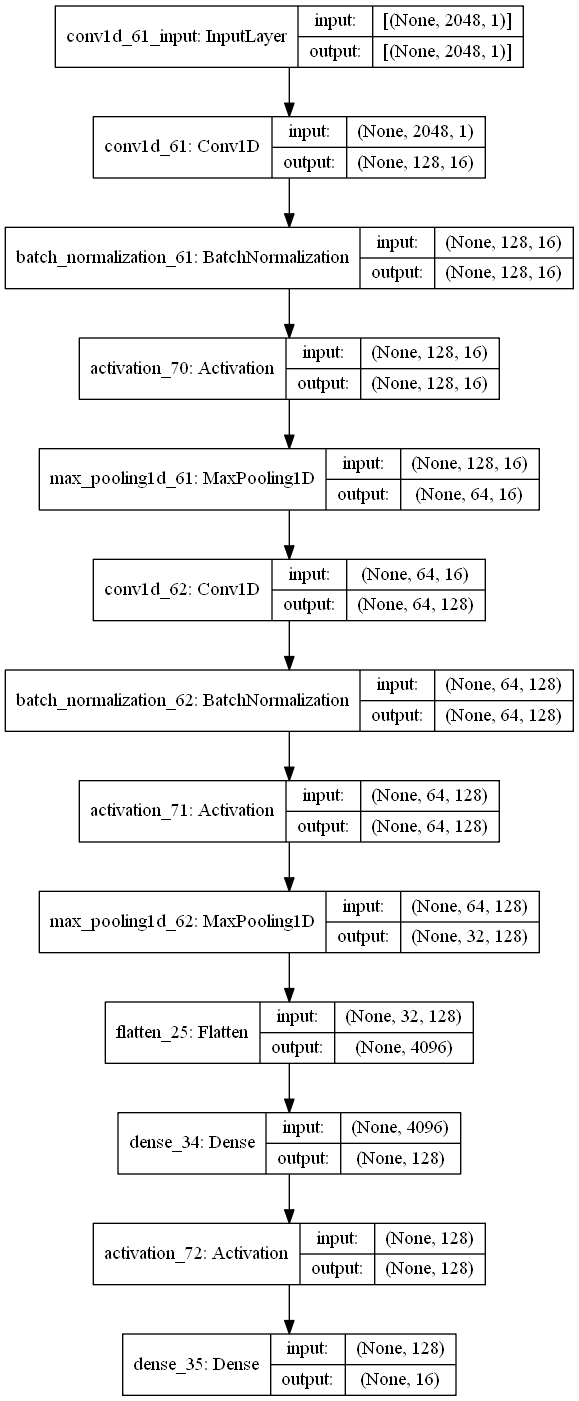 conv1d_61_input: InputLayer
input: [(None, 2048, 1)]
output: [(None, 2048, 1)]
conv1d_61: Conv1D
input: (None, 2048, 1)
output: (None, 128, 16)
batch_normalization_61: BatchNormalization
input: (None, 128, 16)
output: (None, 128, 16)
activation_70: Activation
input: (None, 128, 16)
output: (None, 128, 16)
max_pooling1d_61: MaxPooling1D
input: (None, 128, 16)
output: (None, 64, 16)
conv1d_62: Conv1D
input: (None, 64, 16)
output: (None, 64, 128)
batch_normalization_62: BatchNormalization
input: (None, 64, 128)
output: (None, 64, 128)
activation_71: Activation
input: (None, 64, 128)
output: (None, 64, 128)
max_pooling1d_62: MaxPooling1D
input: (None, 64, 128)
output: (None, 32, 128)
flatten_25: Flatten
input: (None, 32, 128)
output: (None, 4096)
dense_34: Dense
input: (None, 4096)
output: (None, 128)
activation_72: Activation
input: (None, 128)
output: (None, 128)
dense_35: Dense
input: (None, 128)
output: (None, 16)